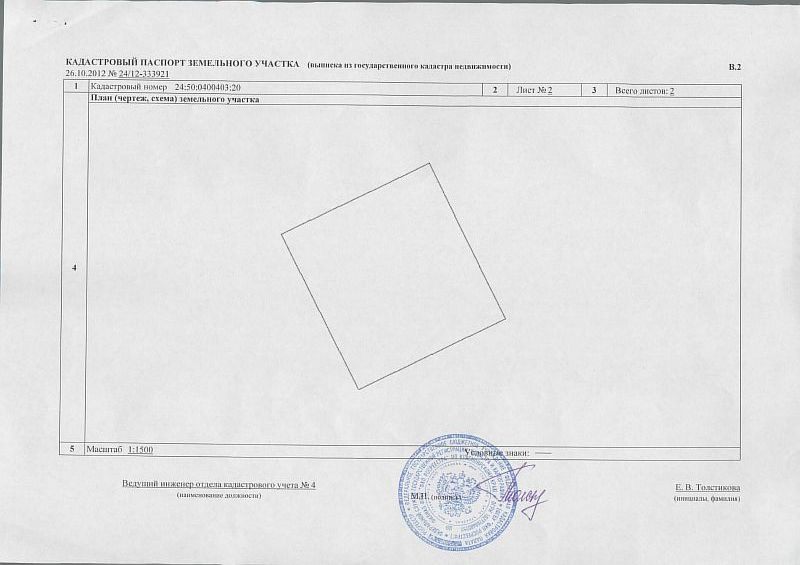 КАДАСТРОВЫЙ ПАСПОРТ ЗЕМЕЛЬНОГО УЧАСТКА (выписка из государственного кадастра недвижимости) В.2
26.10.2012 № 24/12-333921
1 Кадастровый номер 24:50:0400403:20 2 Лист № 2 3 Всего листов: 2
План (чертеж, схема) земельного участка
4
5 Масштаб 1:1500 Условные знаки:
Ведущий инженер отдела кадастрового учета № 4 М.П. (подпись) Е. В. Толстикова
(наименование должности) (инициалы, фамилия)